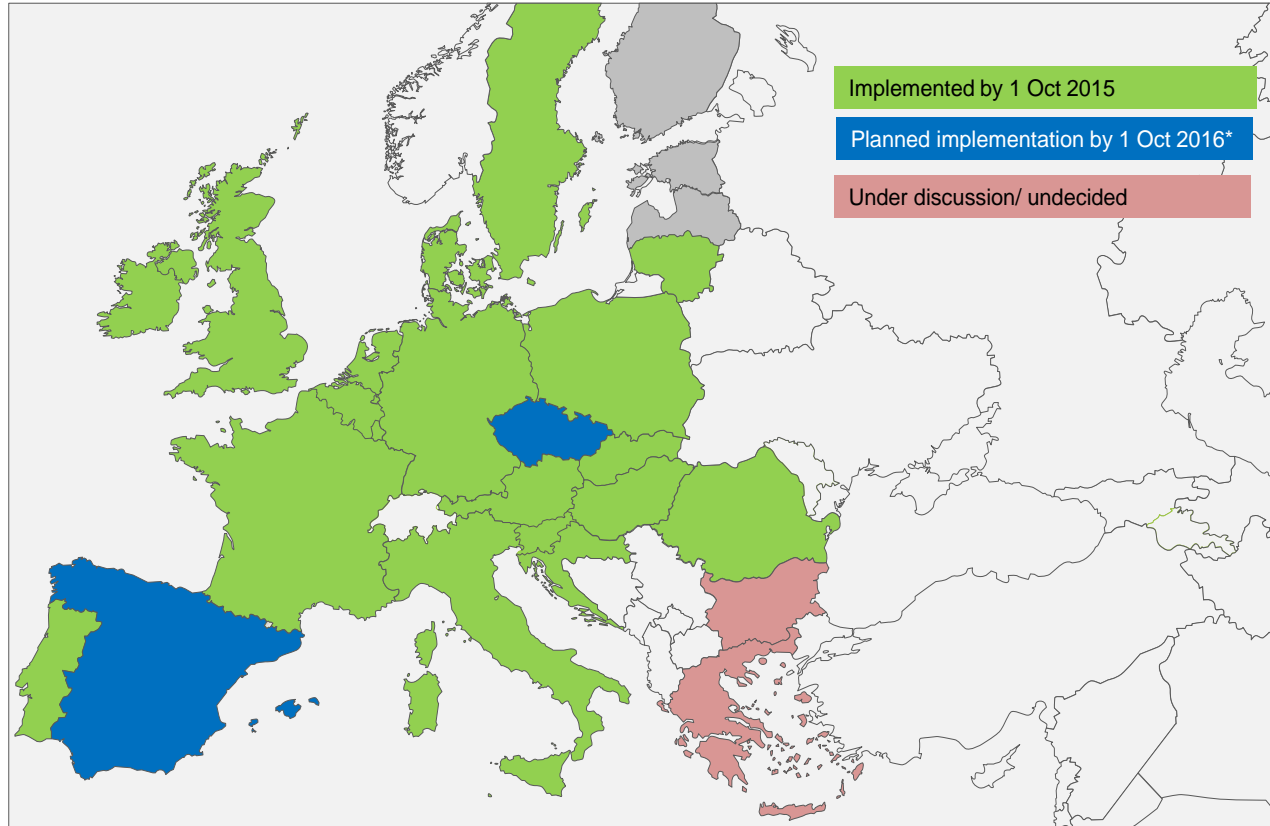 Implemented by 1 Oct 2015
Planned implementation by 1 Oct 2016*
Under discussion/ undecided